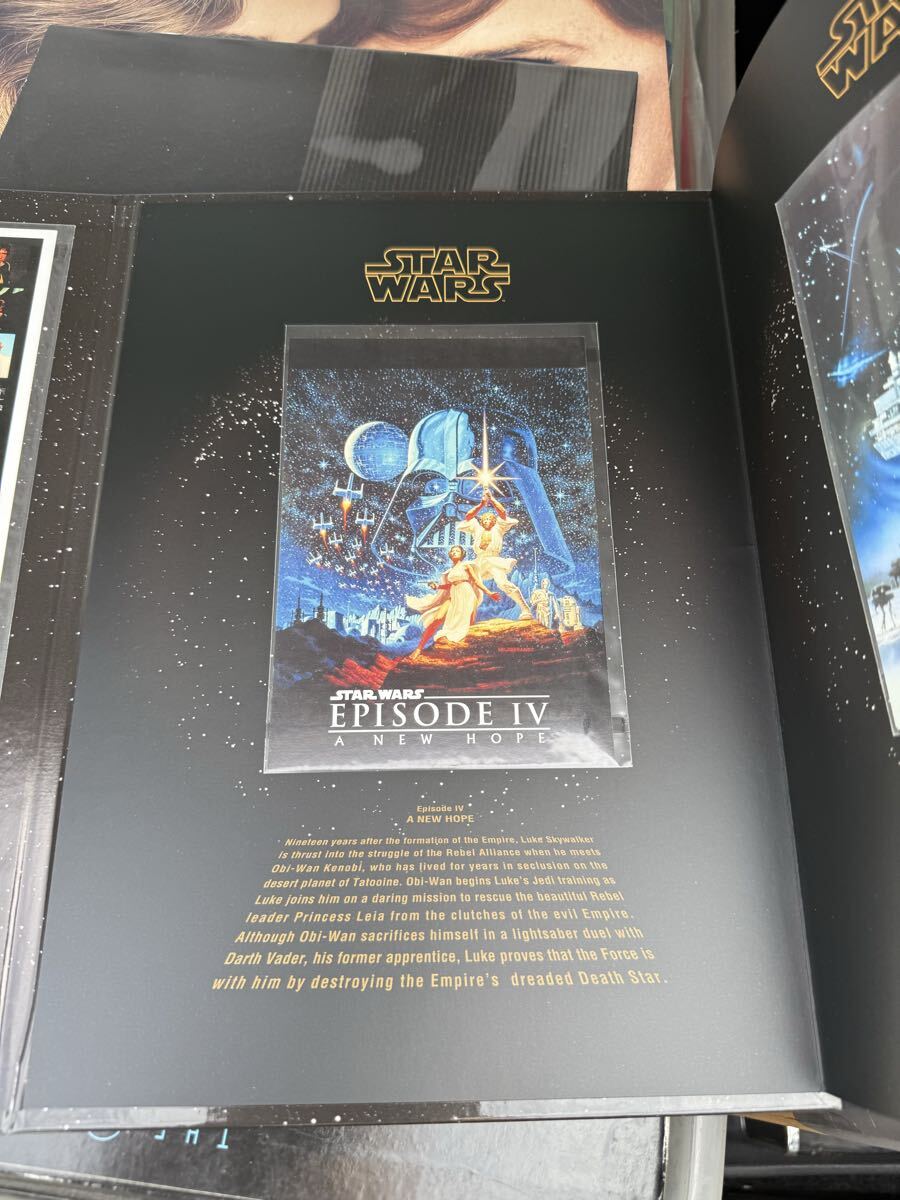 STAR
WARS
STAR
WA
STAR WARS
EPISODE IV
A NEW HOPE
Episode IV
A NEW HOPE
Nineteen years after the formation of the Empire, Luke Skywalker
is thrust into the struggle of the Rebel Alliance when he meets
Obi-Wan Kenobi, who has lived for years in seclusion on the
desert planet of Tatooine. Obi-Wan begins Luke's Jedi training as
Luke joins him on a daring mission to rescue the beautiful Rebel
leader Princess Leia from the clutches of the evil Empire.
Although Obi-Wan sacrifices himself in a lightsaber duel with
Darth Vader, his former apprentice, Luke proves that the Force is
with him by destroying the Empire's dreaded Death Star.
THE